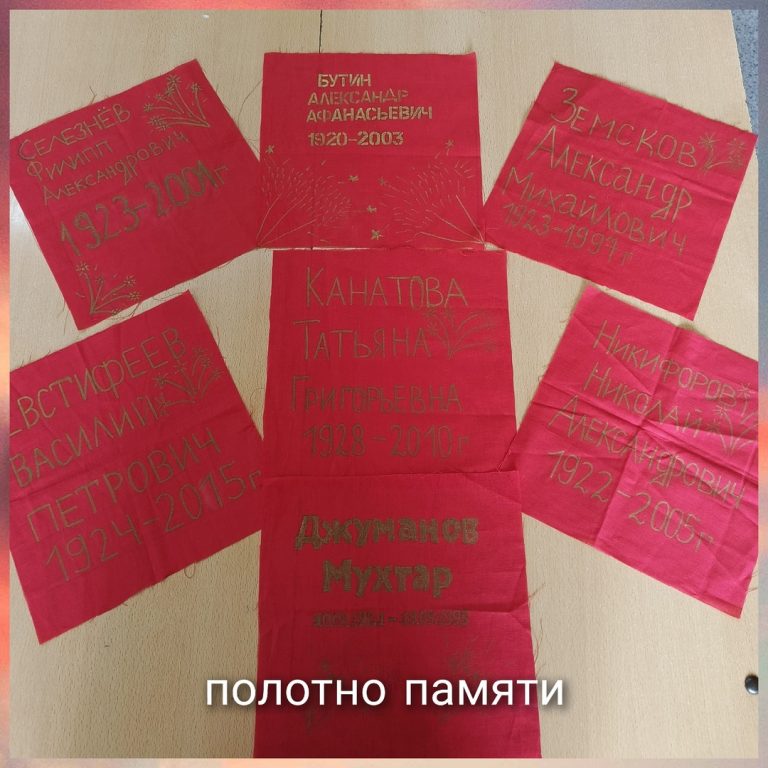 СЕЛЕЗНЁВ
ФИЛИПП
АЛЕКСАНДРОВИЧ
1923-2001г
БУТИН
АЛЕКСАНДР
АФАНАСЬЕВИЧ
1920-2003
ЗЕМСКОВ
АЛЕКСАНДР
МИХАЙЛОВИЧ
1923-1997г
ЕВСТИФЕЕВ
ВАСИЛИЙ
ПЕТРОВИЧ
1924-2015г
КАНАТОВА
ТАТЬЯНА
ГРИГОРЬЕВНА
1928-2010г
НИКИФОРОВ
НИКОЛАЙ
АЛЕКСАНДРОВИЧ
1922-2005г
Джуманов
Мухтар
полотно памяти